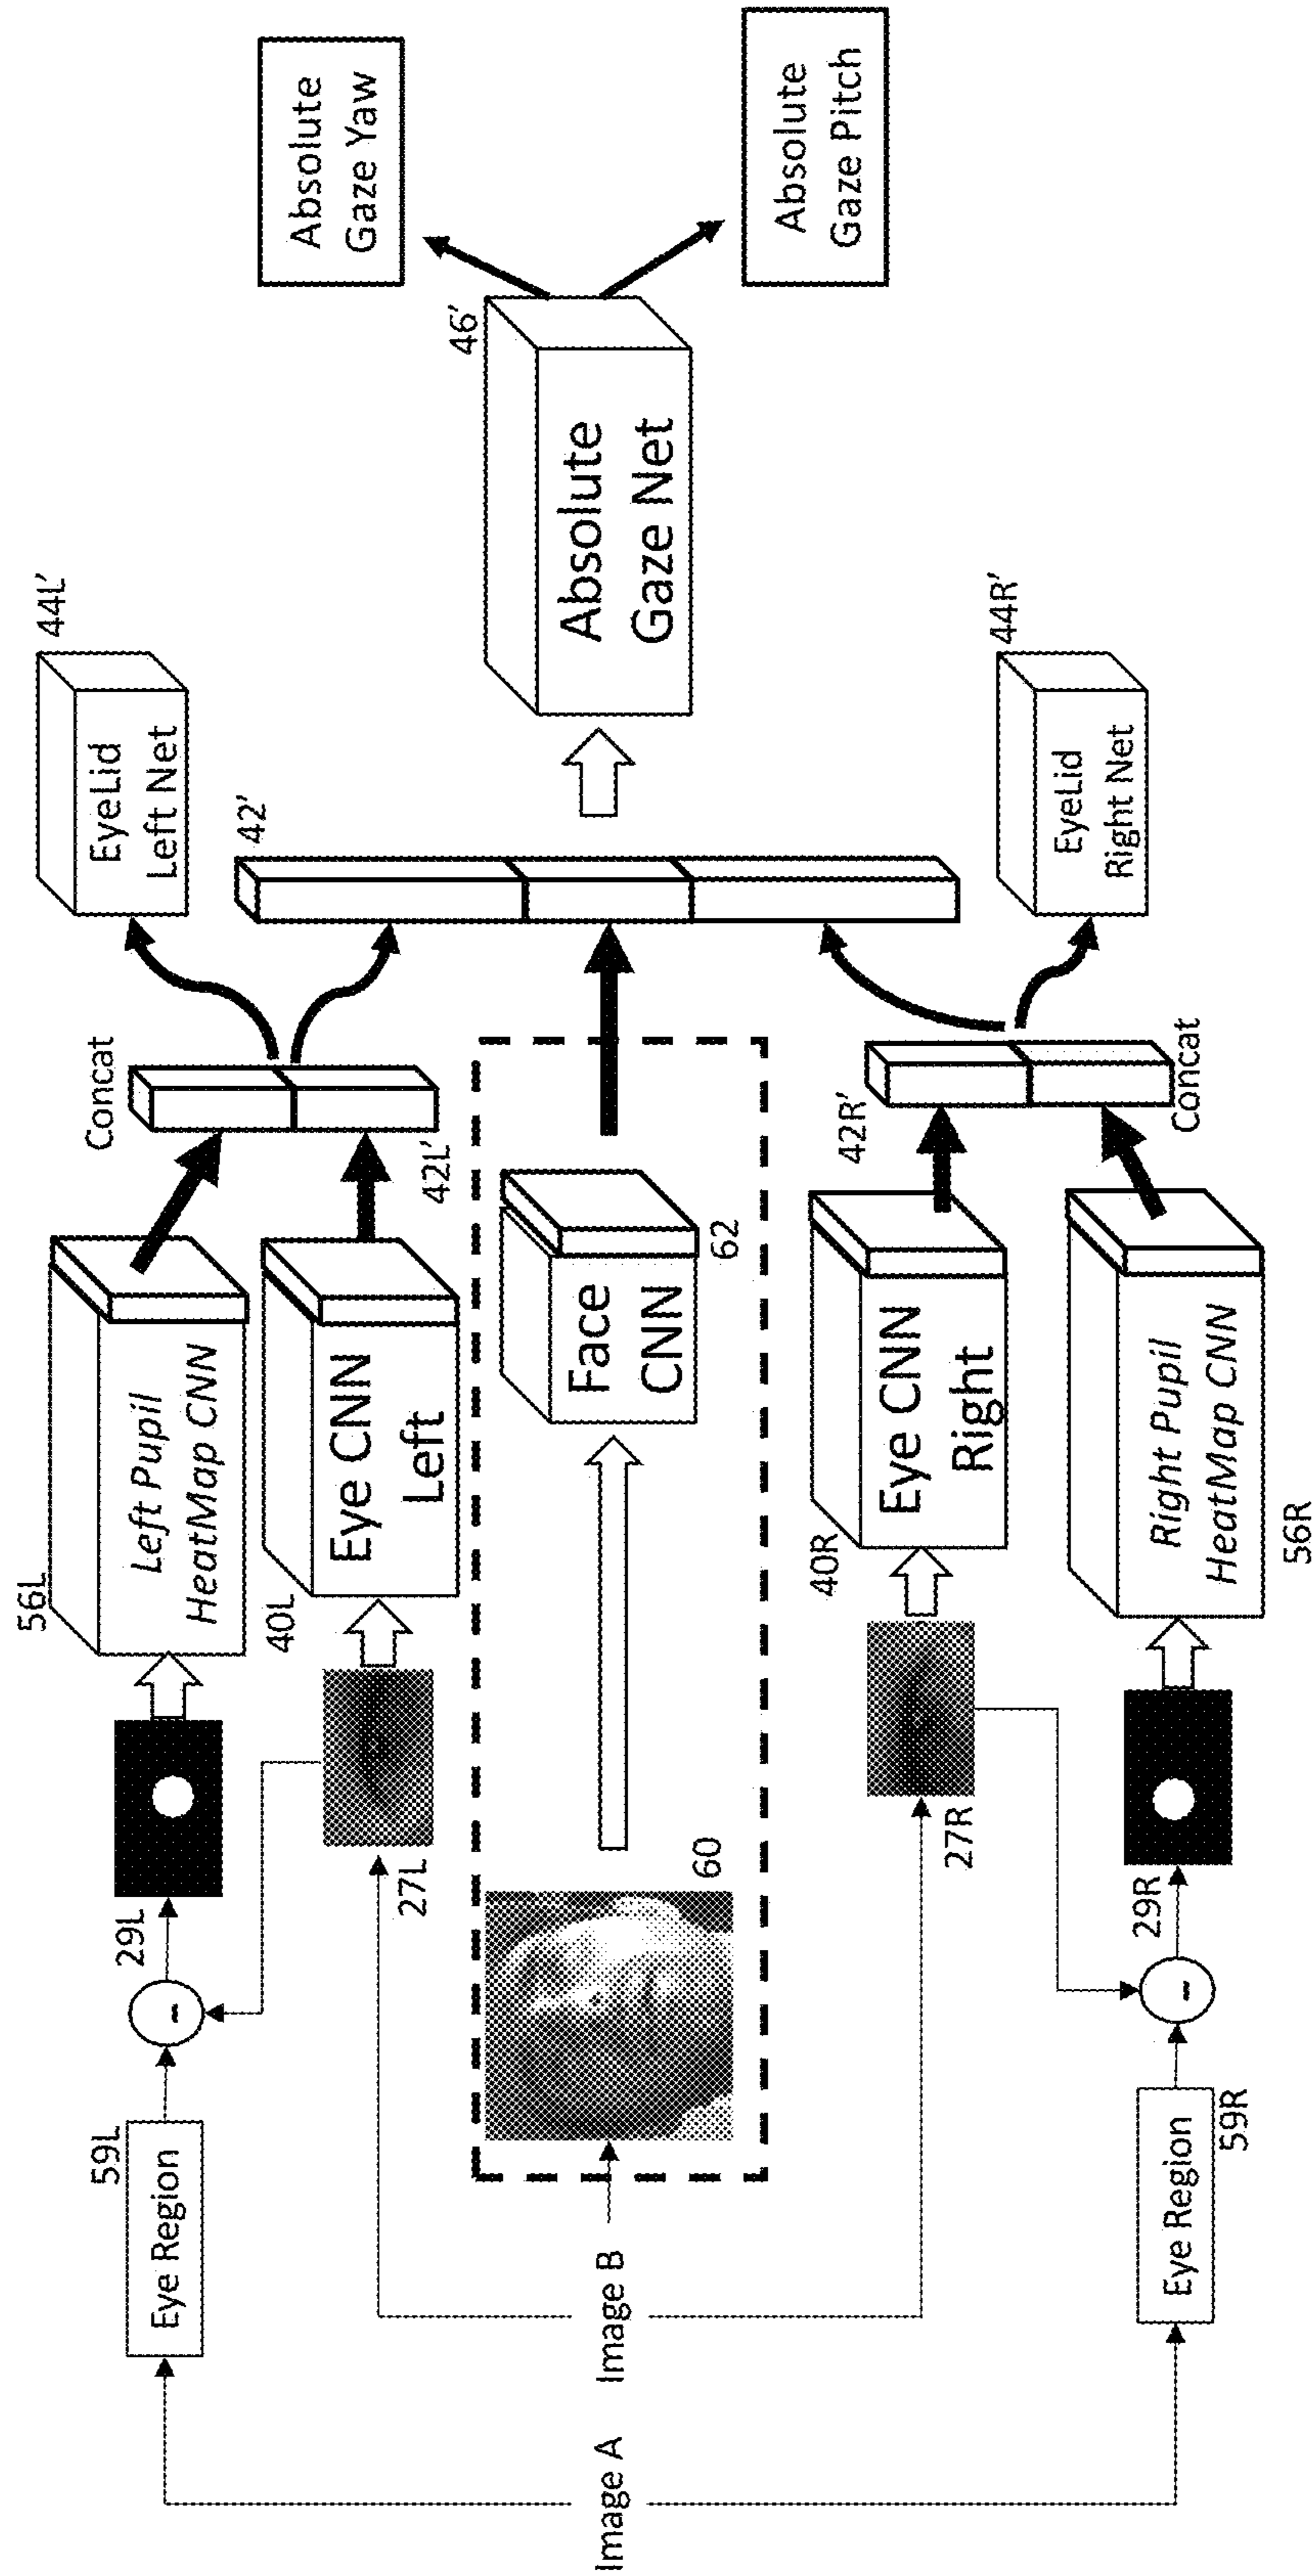 Image A
Image B
Eye Region
59L
Eye Region
59R
-
-
29L
29R
27L
27R
60
56L
Left Pupil
HeatMap CNN
40L
Eye CNN
Left
Face
CNN
62
40R
Eye CNN
Right
Right Pupil
HeatMap CNN
56R
Concat
42L'
42R'
Concat
42'
44L'
EyeLid
Left Net
44R'
EyeLid
Right Net
46'
Absolute
Gaze Net
Absolute
Gaze Yaw
Absolute
Gaze Pitch